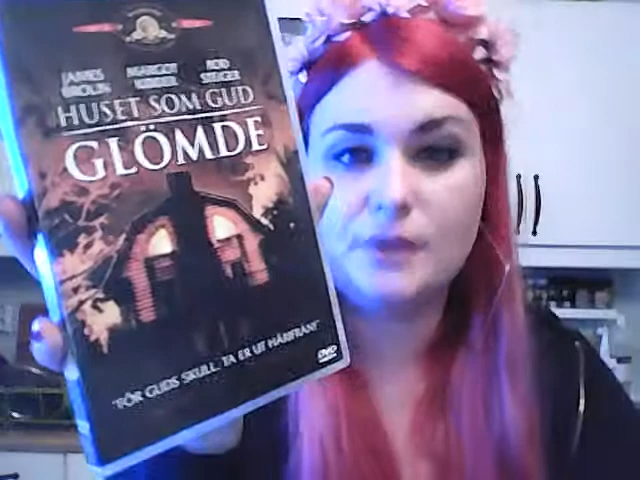 JAMES MARGOT ROD
BROLIN KIDDER STEIGER
HUSET SOM GUD
GLÖMDE
"FÖR GUDS SKULL, TA ER UT HÄRIFRÅN!"
DVD